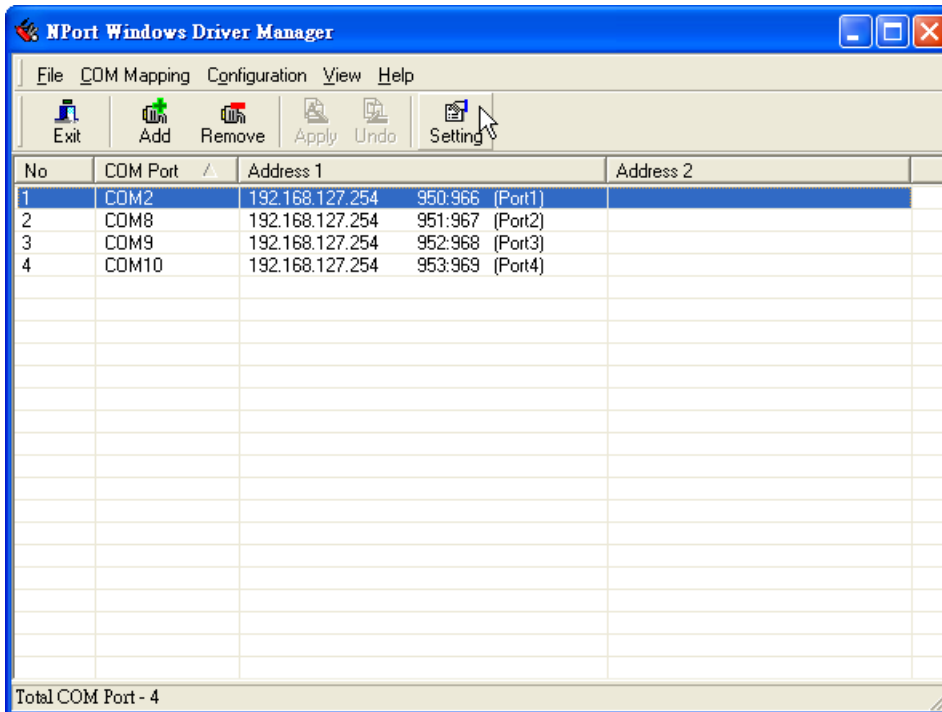 NPort Windows Driver Manager
File COM Mapping Configuration View Help
Exit Add Remove Apply Undo Setting
No COM Port Address 1 Address 2
1 COM2 192.168.127.254 950:966 (Port1)
2 COM8 192.168.127.254 951:967 (Port2)
3 COM9 192.168.127.254 952:968 (Port3)
4 COM10 192.168.127.254 953:969 (Port4)
Total COM Port - 4